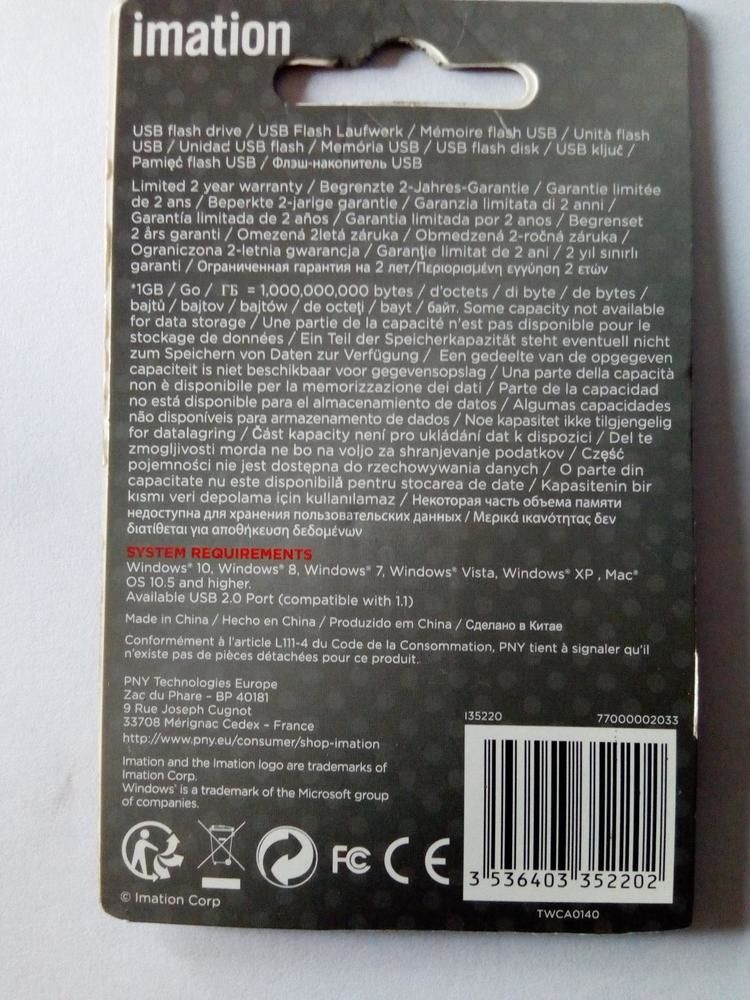 imation
USB flash drive / USB Flash Laufwerk / Mémoire flash USB / Unità flash
USB / Unidad USB flash / Memória USB / USB flash disk / USB ključ /
Pamięć flash USB / Флэш-накопитель USB
Limited 2 year warranty / Begrenzte 2-Jahres-Garantie / Garantie limitée
de 2 ans / Beperkte 2-jarige garantie / Garanzia limitata di 2 anni /
Garantía limitada de 2 años / Garantia limitada por 2 anos / Begrenset
2 års garanti / Omezená 2letá záruka / Obmedzená 2-ročná záruka /
Ograniczona 2-letnia gwarancja / Garanție limitat de 2 ani / 2 yıl sınırlı
garanti / Ограниченная гарантия на 2 лет/Περιορισμένη εγγύηση 2 ετών
*1GB / Go / ГБ = 1,000,000,000 bytes / d'octets / di byte / de bytes /
bajtů / bajtov / bajtów / de octeți / bayt / байт. Some capacity not available
for data storage / Une partie de la capacité n'est pas disponible pour le
stockage de données / Ein Teil der Speicherkapazität steht eventuell nicht
zum Speichern von Daten zur Verfügung / Een gedeelte van de opgegeven
capaciteit is niet beschikbaar voor gegevensopslag / Una parte della capacità
non è disponibile per la memorizzazione dei dati / Parte de la capacidad
no está disponible para el almacenamiento de datos / Algumas capacidades
não disponíveis para armazenamento de dados / Noe kapasitet ikke tilgjengelig
for datalagring / Část kapacity není pro ukládání dat k dispozici / Del te
zmogljivosti morda ne bo na voljo za shranjevanje podatkov / Część
pojemności nie jest dostępna do rzechowywania danych / O parte din
capacitate nu este disponibilă pentru stocarea de date / Kapasitenin bir
kısmı veri depolama için kullanılamaz / Некоторая часть объема памяти
недоступна для хранения пользовательских данных / Μερικά ικανότητας δεν
διατίθεται για αποθήκευση δεδομένων
SYSTEM REQUIREMENTS
Windows® 10, Windows® 8, Windows® 7, Windows® Vista, Windows® XP , Mac®
OS 10.5 and higher.
Available USB 2.0 Port (compatible with 1.1)
Made in China / Hecho en China / Produzido em China / Сделано в Китае
Conformément à l'article L111-4 du Code de la Consommation, PNY tient à signaler qu'il
n'existe pas de pièces détachées pour ce produit.
PNY Technologies Europe
Zac du Phare – BP 40181
9 Rue Joseph Cugnot
33708 Mérignac Cedex – France
http://www.pny.eu/consumer/shop-imation
Imation and the Imation logo are trademarks of
Imation Corp.
Windows® is a trademark of the Microsoft group
of companies.
I35220 77000002033
3 536403 352202
FC CE
© Imation Corp
TWCA0140